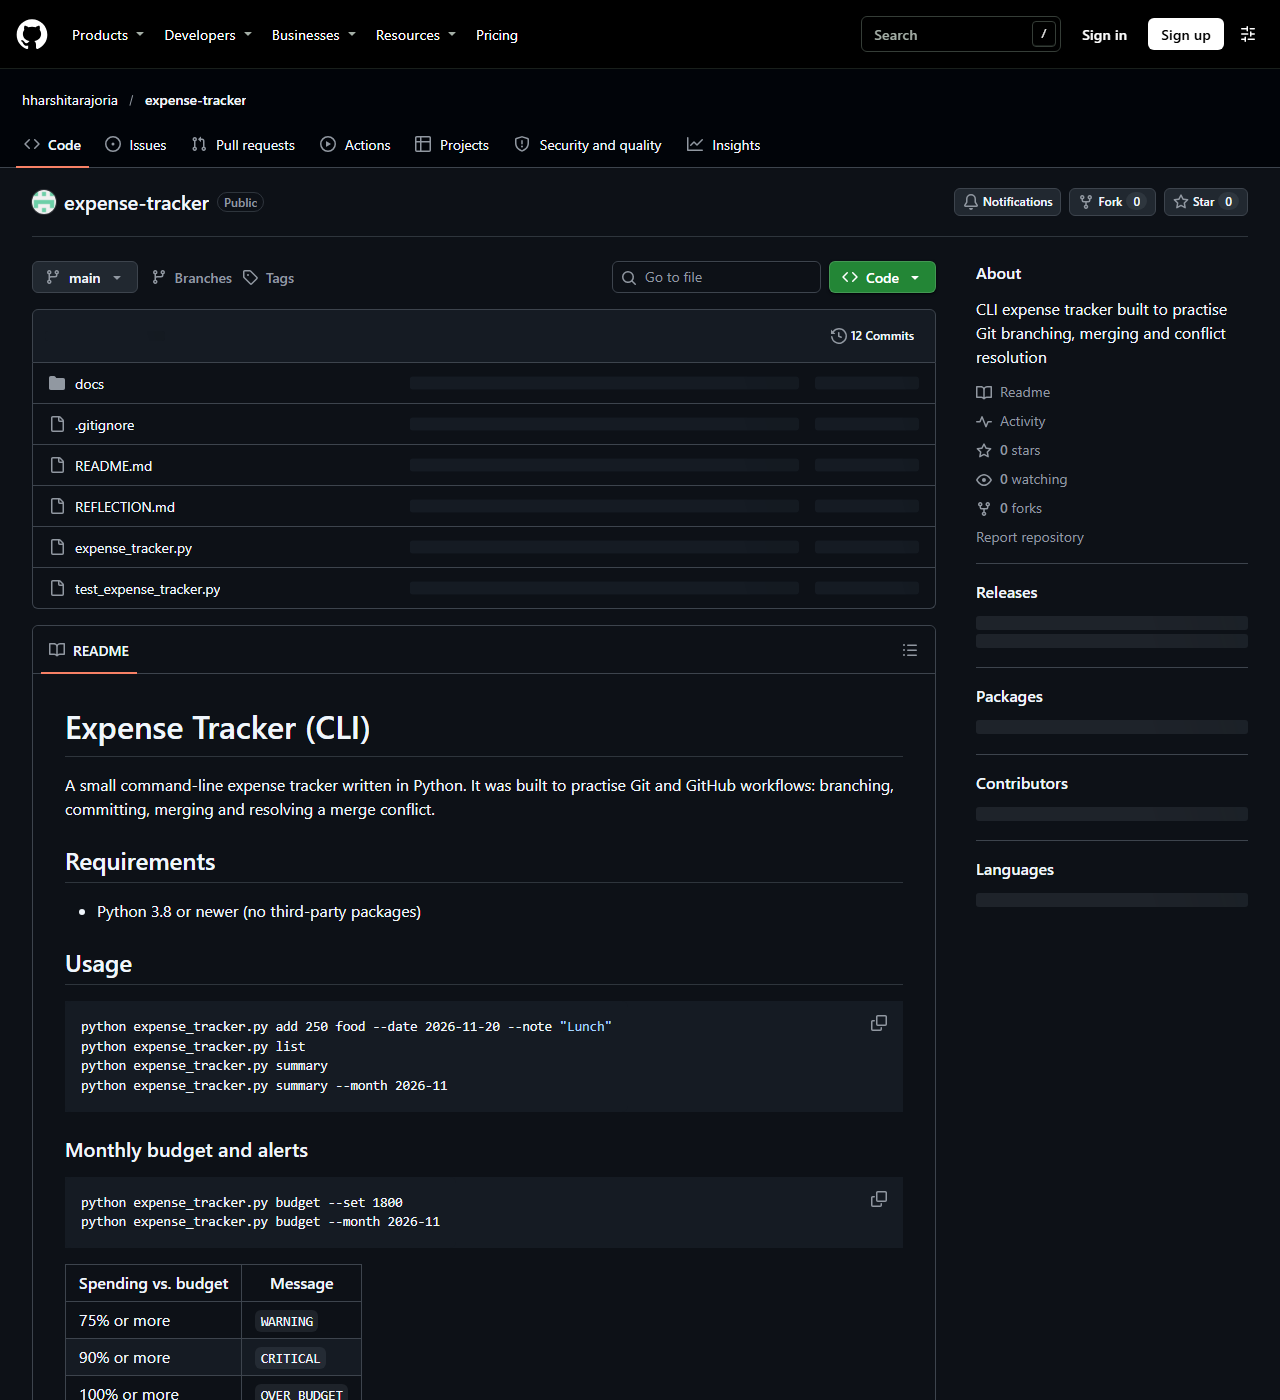 Products
Developers
Businesses
Resources
Pricing
Search
/
Sign in
Sign up
hharshitarajoria / expense-tracker
Code
Issues
Pull requests
Actions
Projects
Security and quality
Insights
expense-tracker
Public
Notifications
Fork 0
Star 0
main
Branches
Tags
Go to file
Code
12 Commits
docs
.gitignore
README.md
REFLECTION.md
expense_tracker.py
test_expense_tracker.py
README
Expense Tracker (CLI)
A small command-line expense tracker written in Python. It was built to practise Git and GitHub workflows: branching,
committing, merging and resolving a merge conflict.
Requirements
Python 3.8 or newer (no third-party packages)
Usage
python expense_tracker.py add 250 food --date 2026-11-20 --note "Lunch"
python expense_tracker.py list
python expense_tracker.py summary
python expense_tracker.py summary --month 2026-11
Monthly budget and alerts
python expense_tracker.py budget --set 1800
python expense_tracker.py budget --month 2026-11
Spending vs. budget Message
75% or more WARNING
90% or more CRITICAL
100% or more OVER BUDGET
About
CLI expense tracker built to practise
Git branching, merging and conflict
resolution
Readme
Activity
0 stars
0 watching
0 forks
Report repository
Releases
Packages
Contributors
Languages